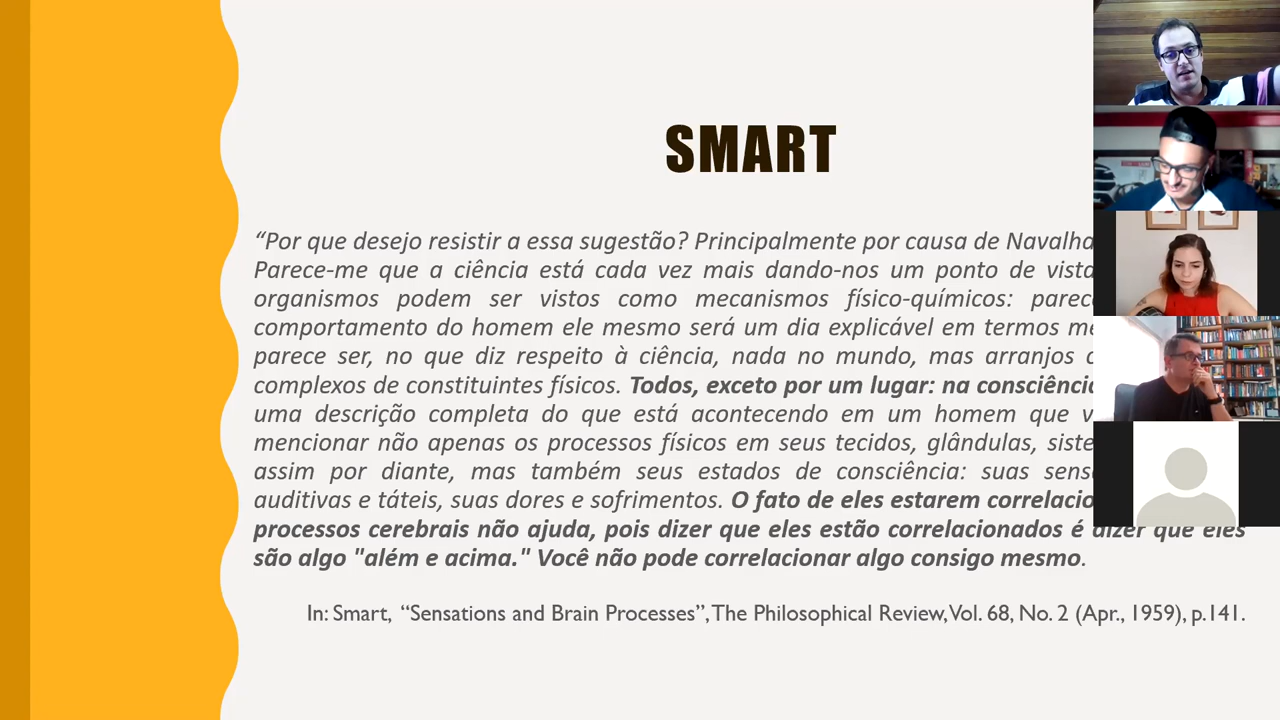 SMART
“Por que desejo resistir a essa sugestão? Principalmente por causa de Navalha
Parece-me que a ciência está cada vez mais dando-nos um ponto de vista
organismos podem ser vistos como mecanismos físico-químicos:
comportamento do homem ele mesmo será um dia explicável em termos
parece ser, no que diz respeito à ciência, nada no mundo, mas arranjos
complexos de constituintes físicos. Todos, exceto por um lugar: na consciência
uma descrição completa do que está acontecendo em um homem que
mencionar não apenas os processos físicos em seus tecidos, glândulas,
assim por diante, mas também seus estados de consciência: suas
auditivas e táteis, suas dores e sofrimentos. O fato de eles estarem
processos cerebrais não ajuda, pois dizer que eles estão correlacionados é dizer que eles
são algo "além e acima." Você não pode correlacionar algo consigo mesmo.
In: Smart, “Sensations and Brain Processes”, The Philosophical Review, Vol. 68, No. 2 (Apr., 1959), p.141.